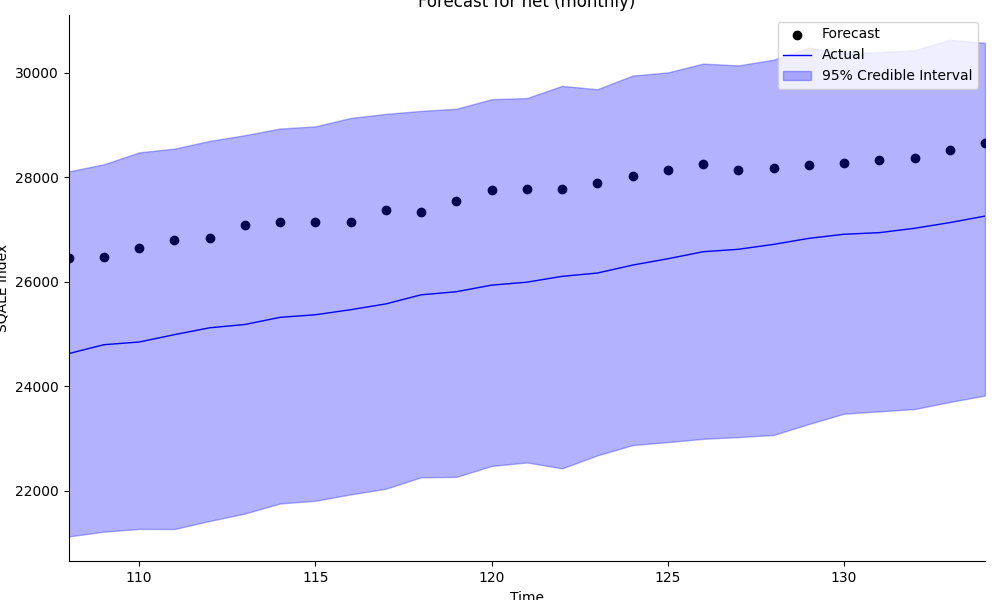 Forecast for net (monthly)
Forecast
Actual
95% Credible Interval
30000
28000
26000
24000
22000
SQALE Index
110
115
120
125
130
Time